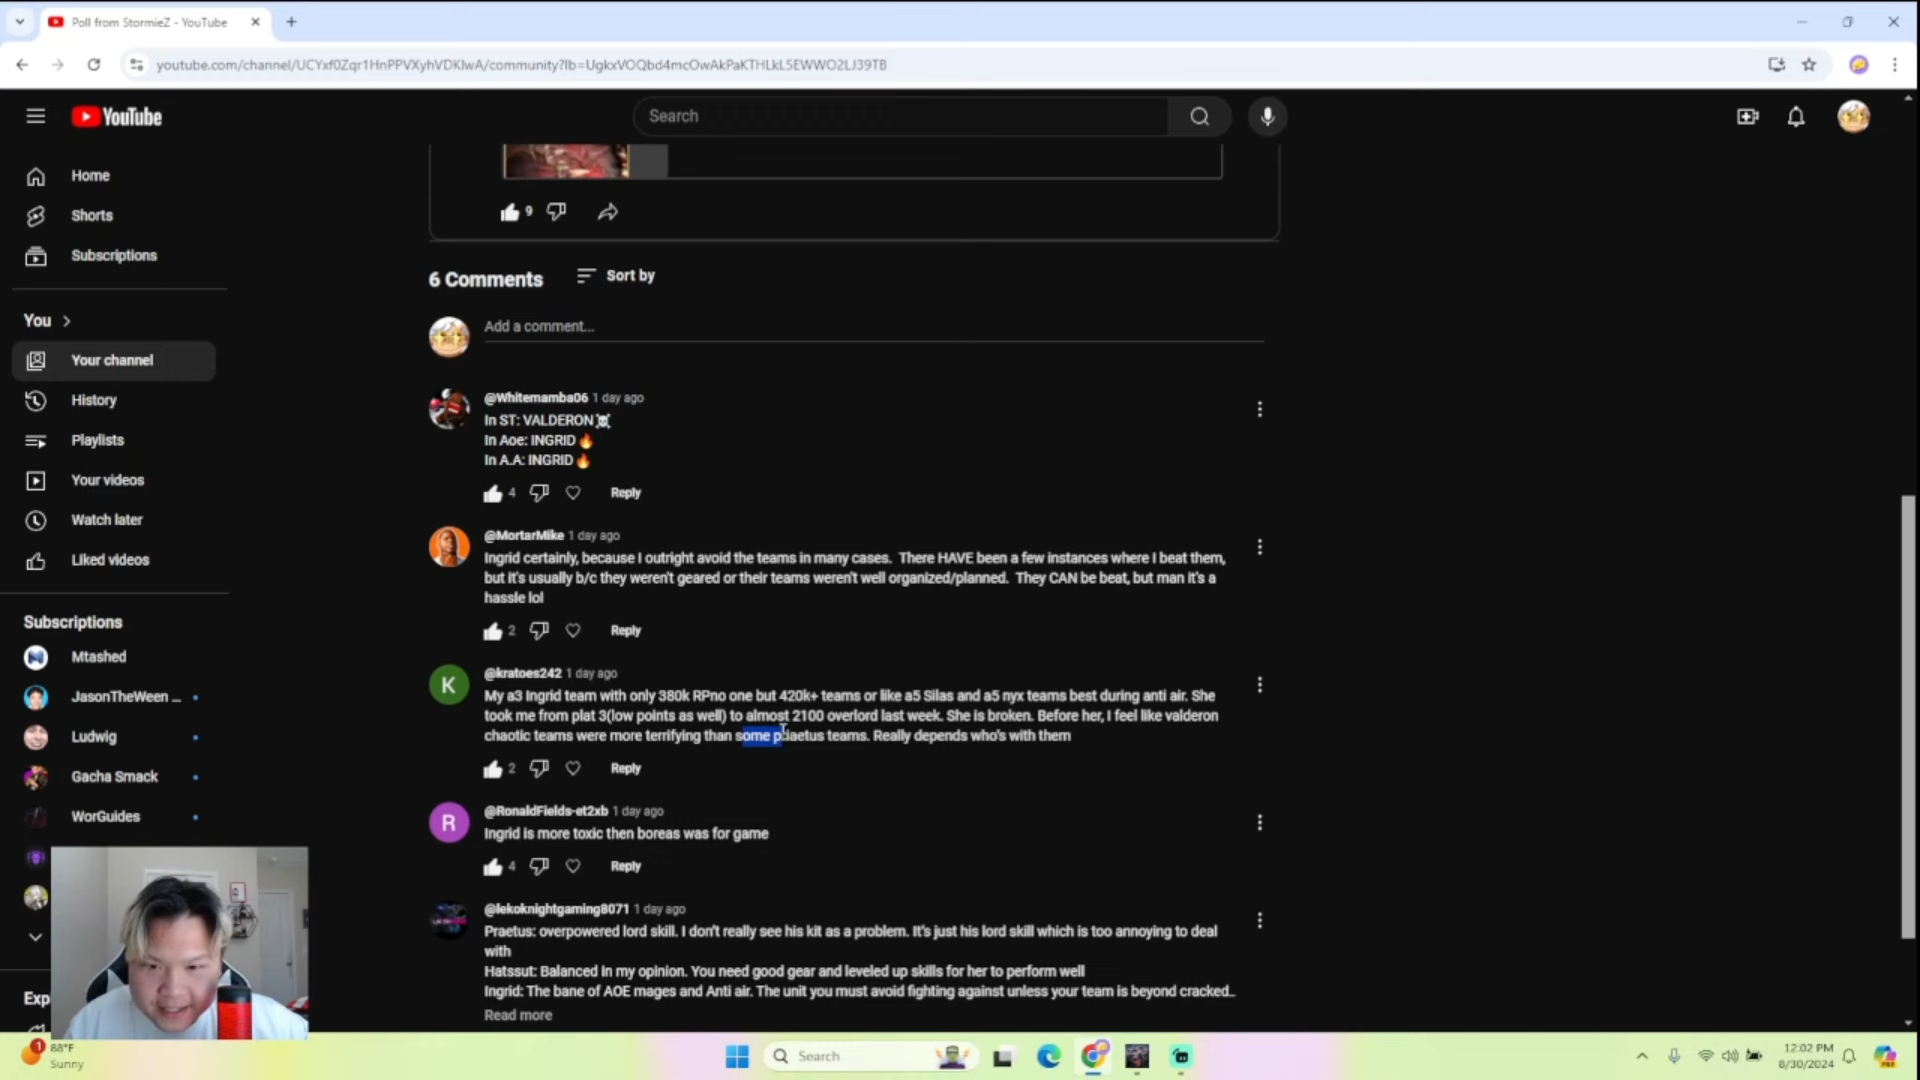 Poll from StormieZ - YouTube
youtube.com/channel/UCYxf0Zqr1HnPPVXyhVDKIwA/community?lb=UgkxVOQbd4mcOwAkPaKTHLkL5EWWO2LJ39TB
YouTube
Search
Home
Shorts
Subscriptions
You
Your channel
History
Playlists
Your videos
Watch later
Liked videos
Subscriptions
Mtashed
JasonTheWeen ...
Ludwig
Gacha Smack
WorGuides
Exp
9
6 Comments
Sort by
Add a comment...
@Whitemamba06 1 day ago
In ST: VALDERON☠️
In Aoe: INGRID🔥
In A.A: INGRID🔥
4
Reply
@MortarMike 1 day ago
Ingrid certainly, because I outright avoid the teams in many cases. There HAVE been a few instances where I beat them,
but it's usually b/c they weren't geared or their teams weren't well organized/planned. They CAN be beat, but man it's a
hassle lol
2
Reply
K
@kratoes242 1 day ago
My a3 Ingrid team with only 380k RPno one but 420k+ teams or like a5 Silas and a5 nyx teams best during anti air. She
took me from plat 3(low points as well) to almost 2100 overlord last week. She is broken. Before her, I feel like valderon
chaotic teams were more terrifying than some praetus teams. Really depends who's with them
2
Reply
R
@RonaldFields-et2xb 1 day ago
Ingrid is more toxic then boreas was for game
4
Reply
@lekoknightgaming8071 1 day ago
Praetus: overpowered lord skill. I don't really see his kit as a problem. It's just his lord skill which is too annoying to deal
with
Hatssut: Balanced in my opinion. You need good gear and leveled up skills for her to perform well
Ingrid: The bane of AOE mages and Anti air. The unit you must avoid fighting against unless your team is beyond cracked...
Read more
1
88°F
Sunny
Search
12:02 PM
8/30/2024